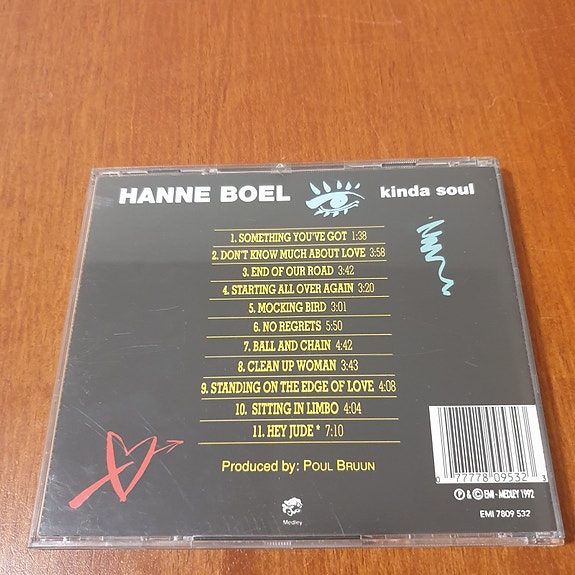 HANNE BOEL kinda soul
1. SOMETHING YOU'VE GOT 1:38
2. DON'T KNOW MUCH ABOUT LOVE 3:58
3. END OF OUR ROAD 3:42
4. STARTING ALL OVER AGAIN 3:20
5. MOCKING BIRD 3:01
6. NO REGRETS 5:50
7. BALL AND CHAIN 4:42
8. CLEAN UP WOMAN 3:43
9. STANDING ON THE EDGE OF LOVE 4:08
10. SITTING IN LIMBO 4:04
11. HEY JUDE * 7:10
Produced by: POUL BRUUN
Medley
0 77778 09532 3
Ⓟ & © EMI - MEDLEY 1992
EMI 7809 532